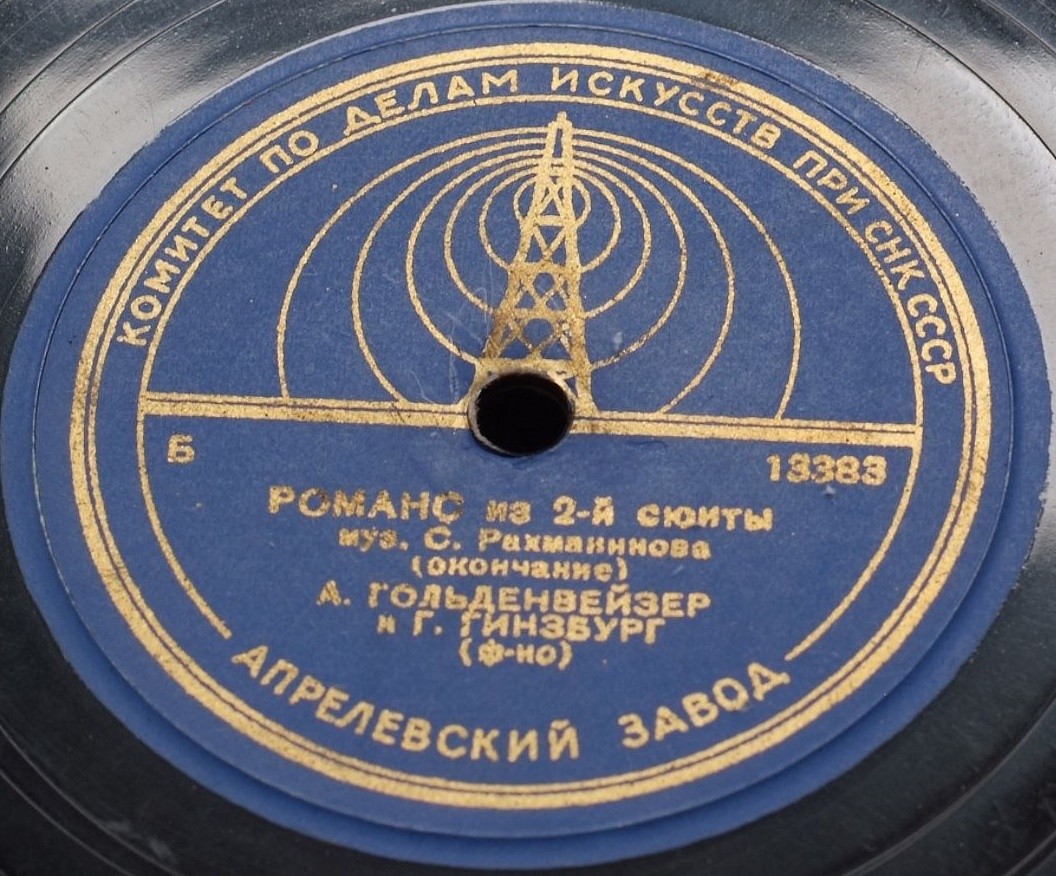 КОМИТЕТ ПО ДЕЛАМ ИСКУССТВ ПРИ СНК СССР
Б
13383
РОМАНС из 2-й сюиты
муз. С. Рахманинова
(окончание)
А. ГОЛЬДЕНВЕЙЗЕР
и Г. ГИНЗБУРГ
(ф-но)
АПРЕЛЕВСКИЙ ЗАВОД